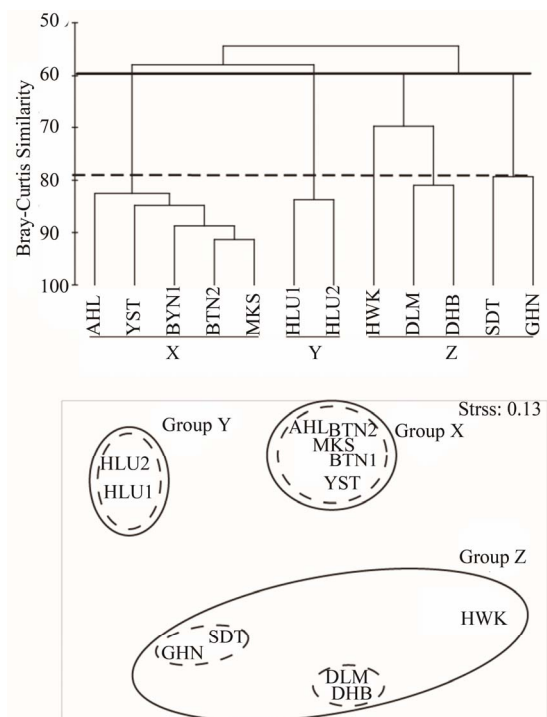 50
60
70
80
90
100
Bray-Curtis Similarity
AHL
YST
BYN1
BTN2
MKS
HLU1
HLU2
HWK
DLM
DHB
SDT
GHN
X
Y
Z
Strss: 0.13
Group Y
AHL BTN2
Group X
MKS
HLU2
BTN1
HLU1
YST
Group Z
HWK
SDT
GHN
DLM
DHB